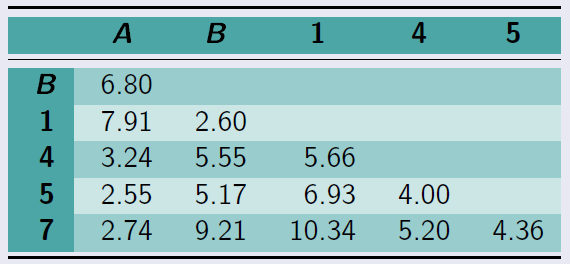 A B 1 4 5
B 6.80
1 7.91 2.60
4 3.24 5.55 5.66
5 2.55 5.17 6.93 4.00
7 2.74 9.21 10.34 5.20 4.36